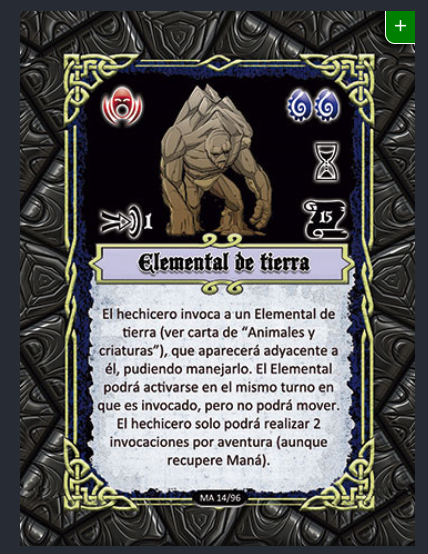 +
1
G
15
Elemental de tierra
El hechicero invoca a un Elemental de
tierra (ver carta de “Animales y
criaturas”), que aparecerá adyacente a
él, pudiendo manejarlo. El Elemental
podrá activarse en el mismo turno en
que es invocado, pero no podrá mover.
El hechicero solo podrá realizar 2
invocaciones por aventura (aunque
recupere Maná).
MA 14/96